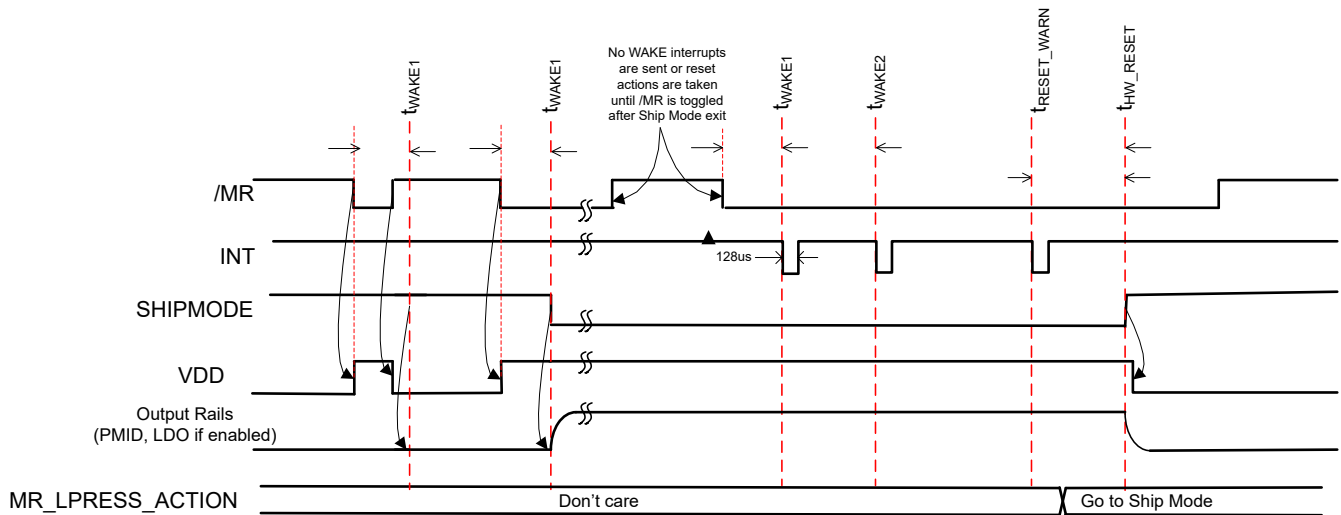 tWAKE1
tWAKE1
No WAKE interrupts
are sent or reset
actions are taken
until /MR is toggled
after Ship Mode exit
tWAKE1
tWAKE2
tRESET_WARN
tHW_RESET
/MR
INT
128us
SHIPMODE
VDD
Output Rails
(PMID, LDO if enabled)
MR_LPRESS_ACTION
Don't care
Go to Ship Mode